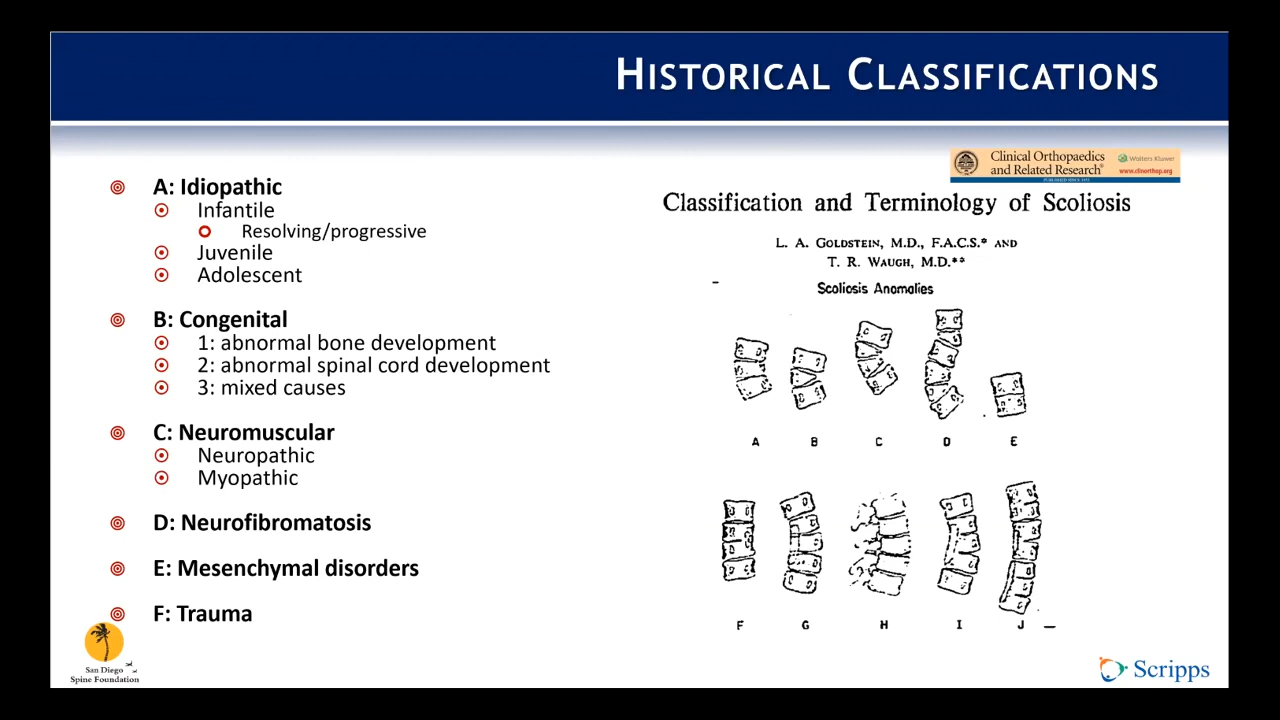 HISTORICAL CLASSIFICATIONS
A: Idiopathic
Infantile
Resolving/progressive
Juvenile
Adolescent
B: Congenital
1: abnormal bone development
2: abnormal spinal cord development
3: mixed causes
C: Neuromuscular
Neuropathic
Myopathic
D: Neurofibromatosis
E: Mesenchymal disorders
F: Trauma
San Diego
Spine Foundation
Clinical Orthopaedics
and Related Research®
Wolters Kluwer
www.clinorthop.org
Classification and Terminology of Scoliosis
L. A. GOLDSTEIN, M.D., F.A.C.S.* AND
T. R. WAUGH, M.D.**
Scoliosis Anomalies
A B C D E
F G H I J
Scripps